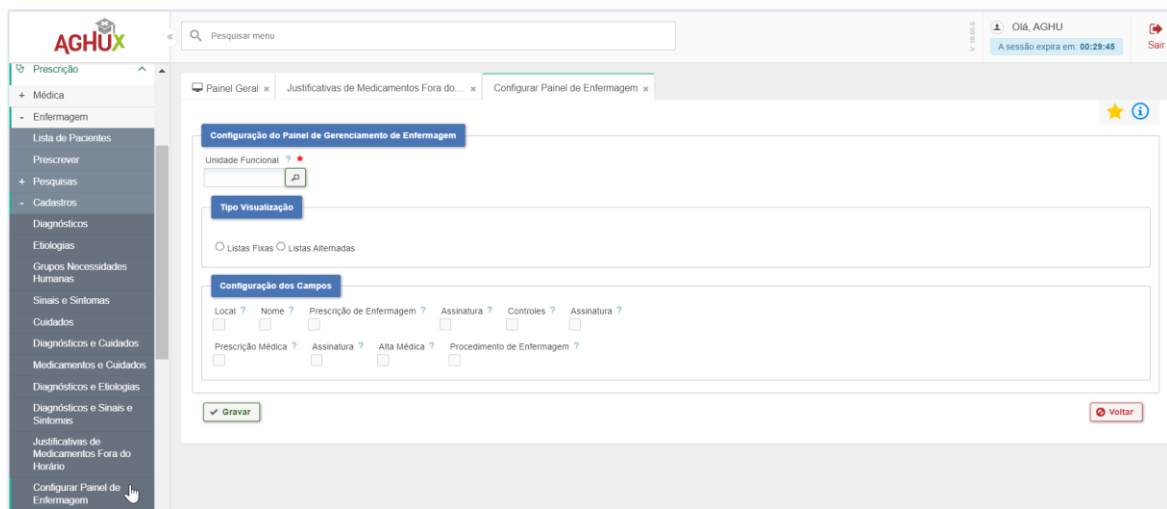 AGHUX
«
Pesquisar menu
V. 10.05.5
Olá, AGHU
A sessão expira em: 00:29:45
Sair
Prescrição
+ Médica
- Enfermagem
Lista de Pacientes
Prescrever
+ Pesquisas
- Cadastros
Diagnósticos
Etiologias
Grupos Necessidades
Humanas
Sinais e Sintomas
Cuidados
Diagnósticos e Cuidados
Medicamentos e Cuidados
Diagnósticos e Etiologias
Diagnósticos e Sinais e
Sintomas
Justificativas de
Medicamentos Fora do
Horário
Configurar Painel de
Enfermagem
Painel Geral × Justificativas de Medicamentos Fora do... × Configurar Painel de Enfermagem ×
Configuração do Painel de Gerenciamento de Enfermagem
Unidade Funcional ? *
Tipo Visualização
Listas Fixas Listas Alternadas
Configuração dos Campos
Local ? Nome ? Prescrição de Enfermagem ? Assinatura ? Controles ? Assinatura ?
Prescrição Médica ? Assinatura ? Alta Médica ? Procedimento de Enfermagem ?
Gravar
Voltar